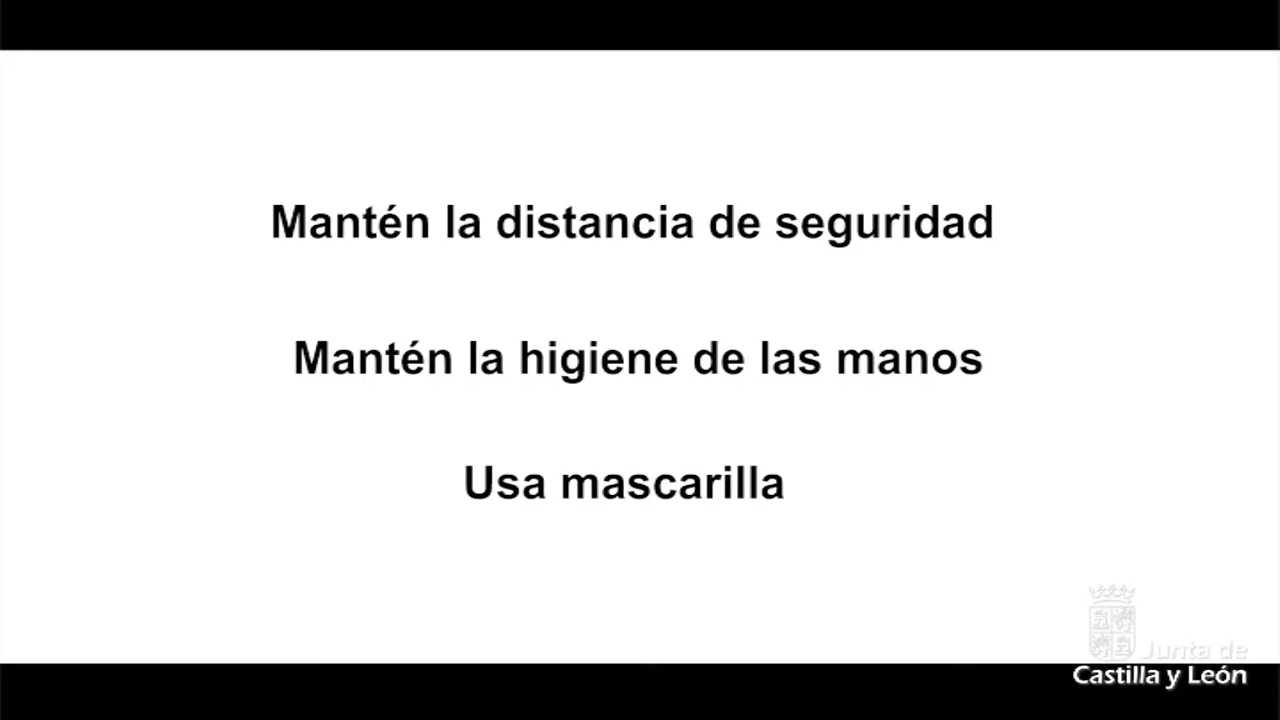 Mantén la distancia de seguridad
Mantén la higiene de las manos
Usa mascarilla
Junta de
Castilla y León